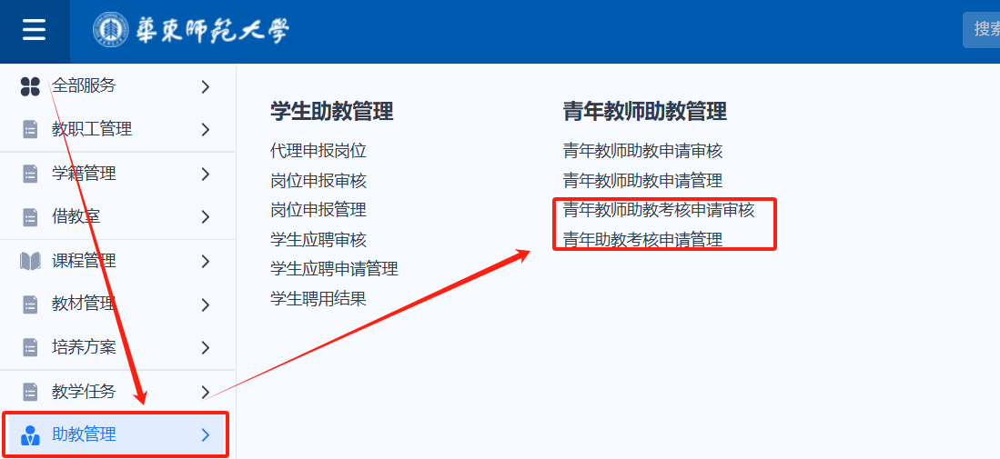 華東師範大學
搜索
全部服务
教职工管理
学籍管理
借教室
课程管理
教材管理
培养方案
教学任务
助教管理
学生助教管理
代理申报岗位
岗位申报审核
岗位申报管理
学生应聘审核
学生应聘申请管理
学生聘用结果
青年教师助教管理
青年教师助教申请审核
青年教师助教申请管理
青年教师助教考核申请审核
青年助教考核申请管理